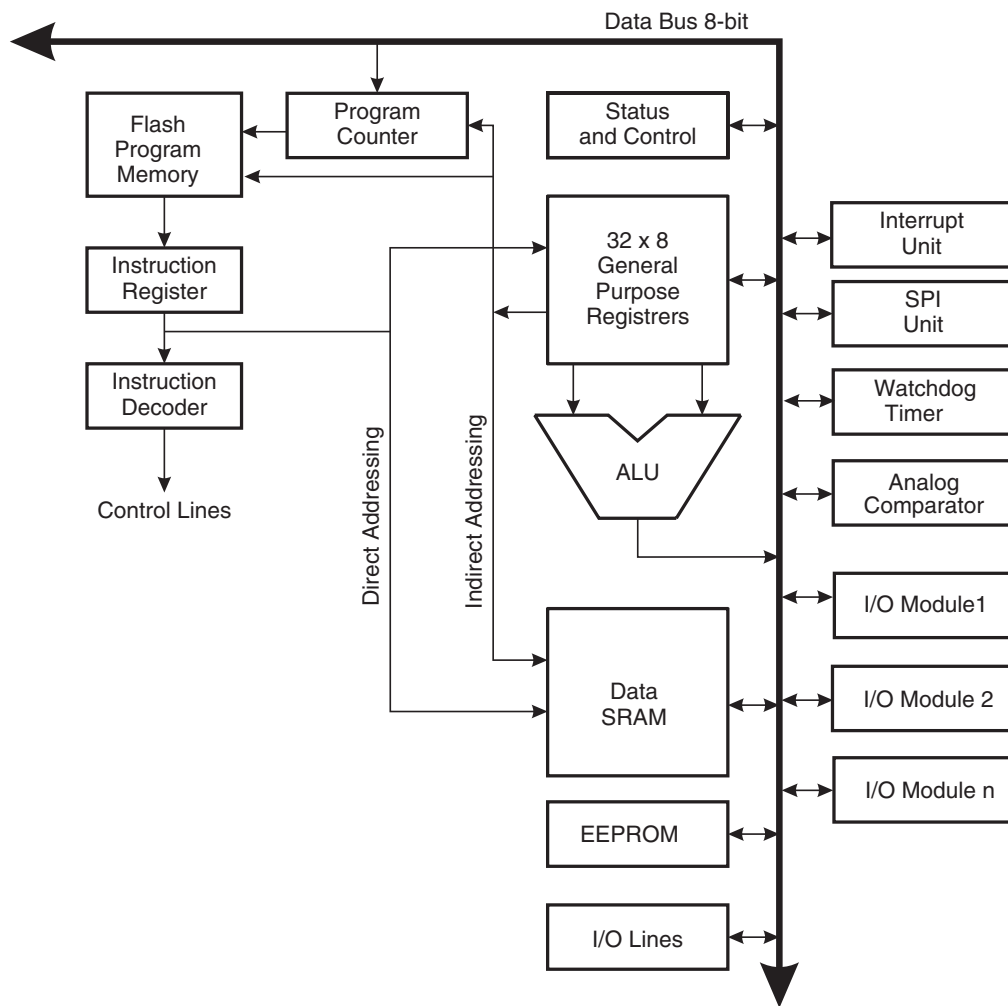 Data Bus 8-bit
Flash
Program
Memory
Program
Counter
Status
and Control
32 x 8
General
Purpose
Registrers
Interrupt
Unit
Instruction
Register
SPI
Unit
Instruction
Decoder
Watchdog
Timer
Control Lines
Direct Addressing
Indirect Addressing
ALU
Analog
Comparator
I/O Module1
Data
SRAM
I/O Module 2
I/O Module n
EEPROM
I/O Lines